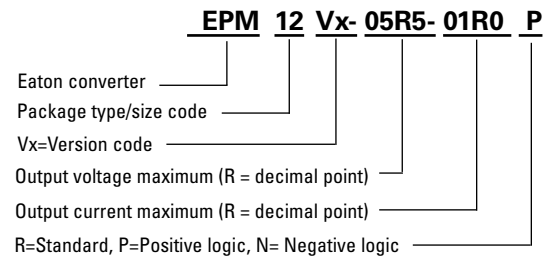 EPM 12 Vx- 05R5- 01R0 P
Eaton converter
Package type/size code
Vx=Version code
Output voltage maximum (R = decimal point)
Output current maximum (R = decimal point)
R=Standard, P=Positive logic, N= Negative logic